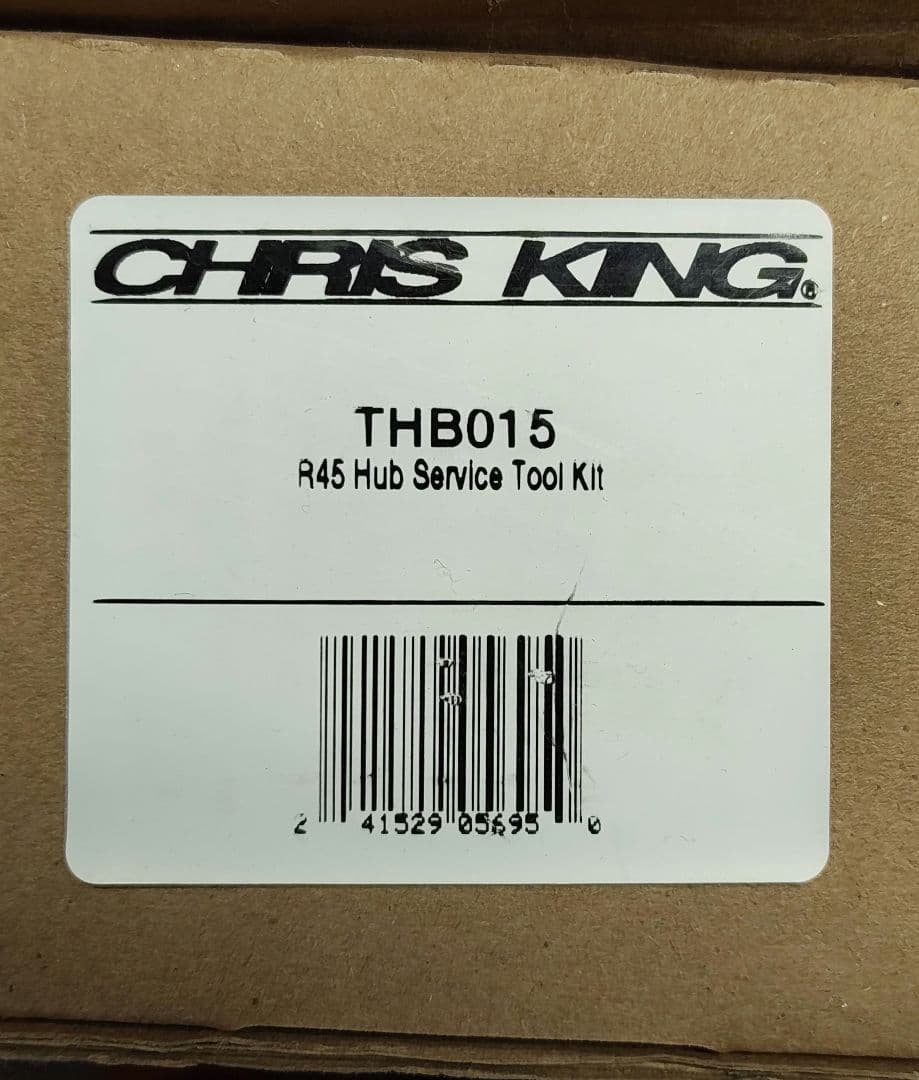 CHRIS KING®
THB015
R45 Hub Service Tool Kit
2 41529 05695 0